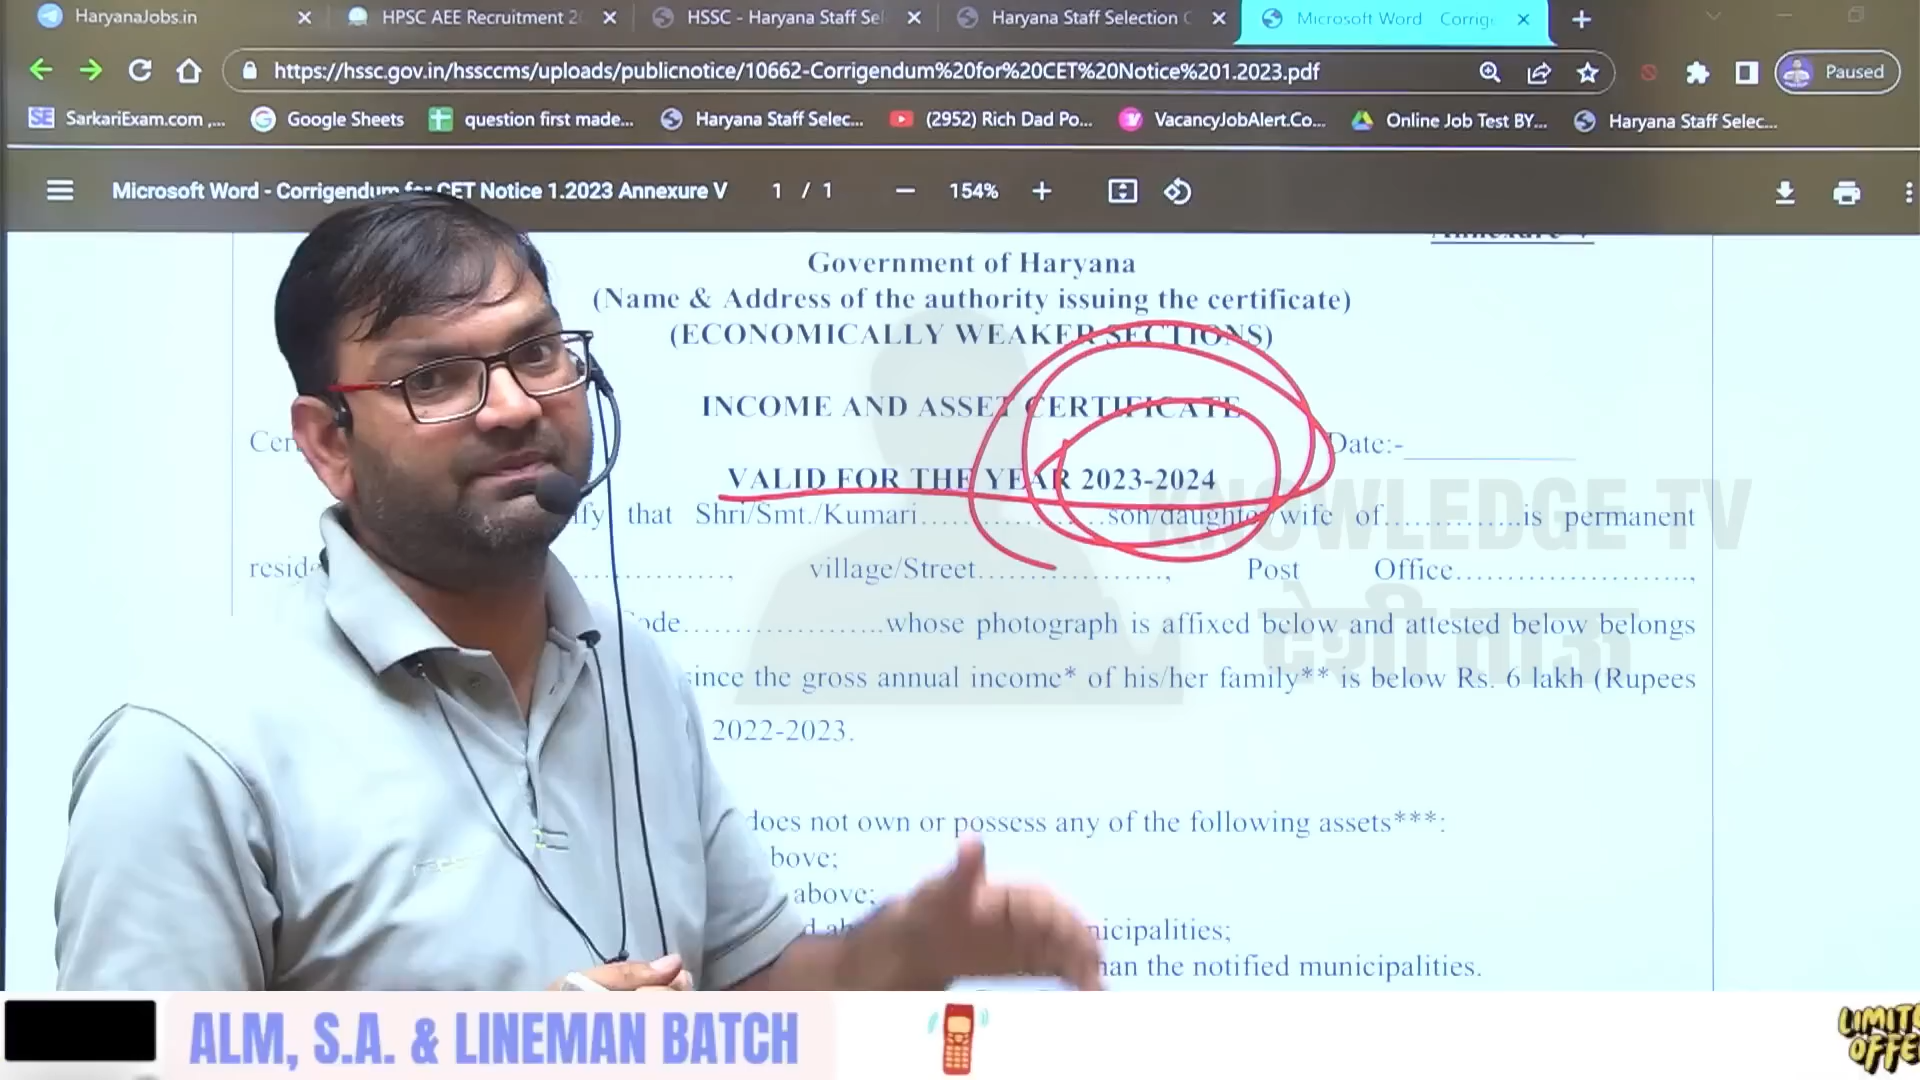 HaryanaJobs.in
HPSC AEE Recruitment 2
HSSC - Haryana Staff Sel
Haryana Staff Selection C
Microsoft Word Corrig
https://hssc.gov.in/hssccms/uploads/publicnotice/10662-Corrigendum%20for%20CET%20Notice%201.2023.pdf
Paused
SE SarkariExam.com ,...
Google Sheets
question first made...
Haryana Staff Selec...
(2952) Rich Dad Po...
VacancyJobAlert.Co...
Online Job Test BY...
Haryana Staff Selec...
Microsoft Word - Corrigendum for CET Notice 1.2023 Annexure V
1 / 1
154%
Government of Haryana
(Name & Address of the authority issuing the certificate)
(ECONOMICALLY WEAKER SECTIONS)
INCOME AND ASSET CERTIFICATE
Date:-
VALID FOR THE YEAR 2023-2024
that Shri/Smt./Kumari....................son/daughter/wife of...............is permanent
village/Street..................., Post Office.......................,
whose photograph is affixed below and attested below belongs
the gross annual income* of his/her family** is below Rs. 6 lakh (Rupees
2022-2023.
does not own or possess any of the following assets***:
above;
han the notified municipalities.
KNOWLEDGE TV
देशी ताऊ
ALM, S.A. & LINEMAN BATCH